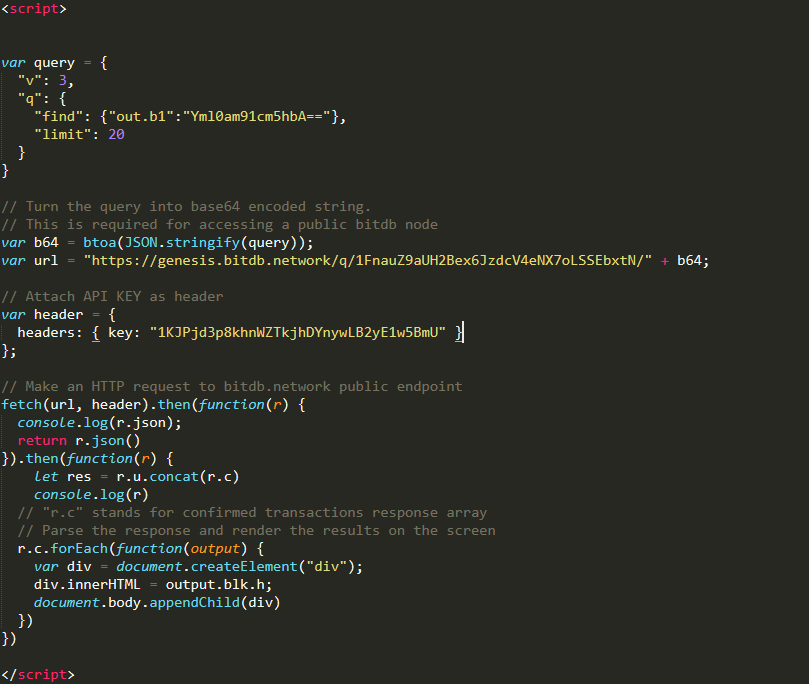 <script>
var query = {
"v": 3,
"q": {
"find": {"out.b1":"Yml0am91cm5hbA=="},
"limit": 20
}
}
// Turn the query into base64 encoded string.
// This is required for accessing a public bitdb node
var b64 = btoa(JSON.stringify(query));
var url = "https://genesis.bitdb.network/q/1FnauZ9aUH2Bex6JzdcV4eNX7oLSSEbxtN/" + b64;
// Attach API KEY as header
var header = {
headers: { key: "1KJPjd3p8khnWZTkjhDYnywLB2yE1w5BmU" }
};
// Make an HTTP request to bitdb.network public endpoint
fetch(url, header).then(function(r) {
console.log(r.json);
return r.json()
}).then(function(r) {
let res = r.u.concat(r.c)
console.log(r)
// "r.c" stands for confirmed transactions response array
// Parse the response and render the results on the screen
r.c.forEach(function(output) {
var div = document.createElement("div");
div.innerHTML = output.blk.h;
document.body.appendChild(div)
})
})
</script>